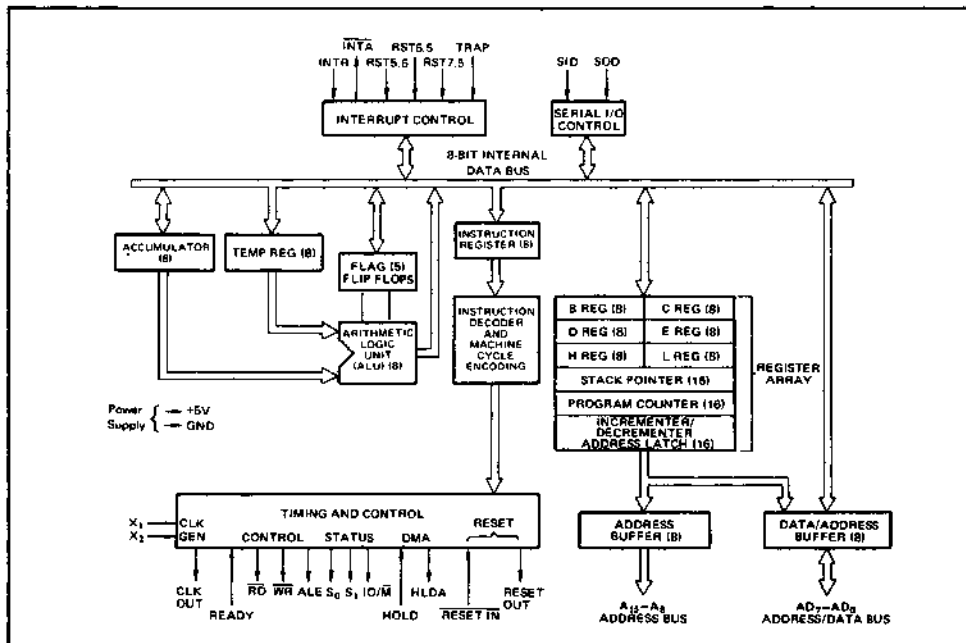 INTA RST6.5 TRAP
INTR RST5.5 RST7.5
SID SOD
INTERRUPT CONTROL
SERIAL I/O
CONTROL
8-BIT INTERNAL
DATA BUS
ACCUMULATOR
(8)
TEMP REG (8)
FLAG (5)
FLIP FLOPS
INSTRUCTION
REGISTER (8)
ARITHMETIC
LOGIC
UNIT
(ALU) (8)
INSTRUCTION
DECODER
AND
MACHINE
CYCLE
ENCODING
B REG (8) C REG (8)
D REG (8) E REG (8)
H REG (8) L REG (8)
STACK POINTER (16)
PROGRAM COUNTER (16)
INCREMENTER/
DECREMENTER
ADDRESS LATCH (16)
REGISTER
ARRAY
Power
Supply
+5V
GND
TIMING AND CONTROL
X₁ CLK
X₂ GEN
CONTROL STATUS DMA
RESET
CLK
OUT
READY
RD WR ALE S₀ S₁ IO/M
HOLD
HLDA
RESET IN
RESET
OUT
ADDRESS
BUFFER (8)
DATA/ADDRESS
BUFFER (8)
A₁₅–A₈
ADDRESS BUS
AD₇–AD₀
ADDRESS/DATA BUS